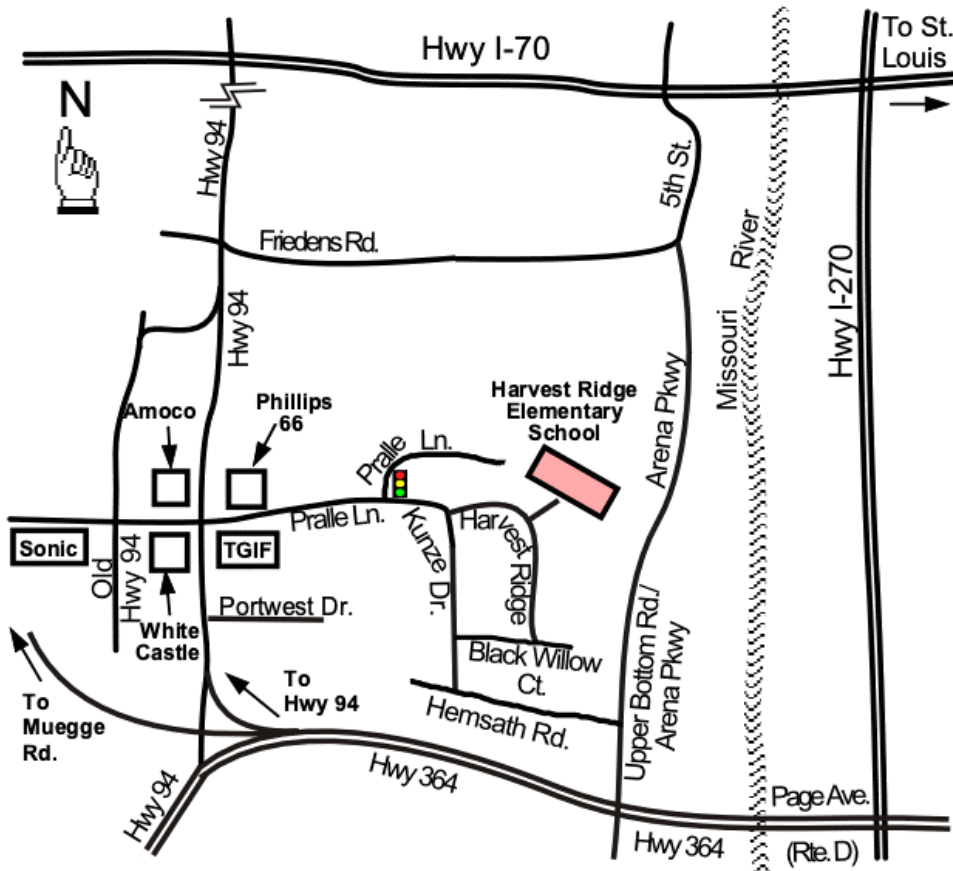 Hwy I-70
To St.
Louis
N
Hwy 94
5th St.
Friedens Rd.
River
Missouri
Hwy I-270
Hwy 94
Amoco
Phillips
66
Harvest Ridge
Elementary
School
Arena Pkwy
Pralle Ln.
Pralle Ln.
Kunze Dr.
Harvest Ridge
Sonic
Old
Hwy 94
TGIF
White
Castle
Portwest Dr.
Black Willow
Ct.
To
Hwy 94
To
Muegge
Rd.
Hemsath Rd.
Upper Bottom Rd./
Arena Pkwy
Hwy 94
Hwy 364
Page Ave.
Hwy 364
(Rte. D)